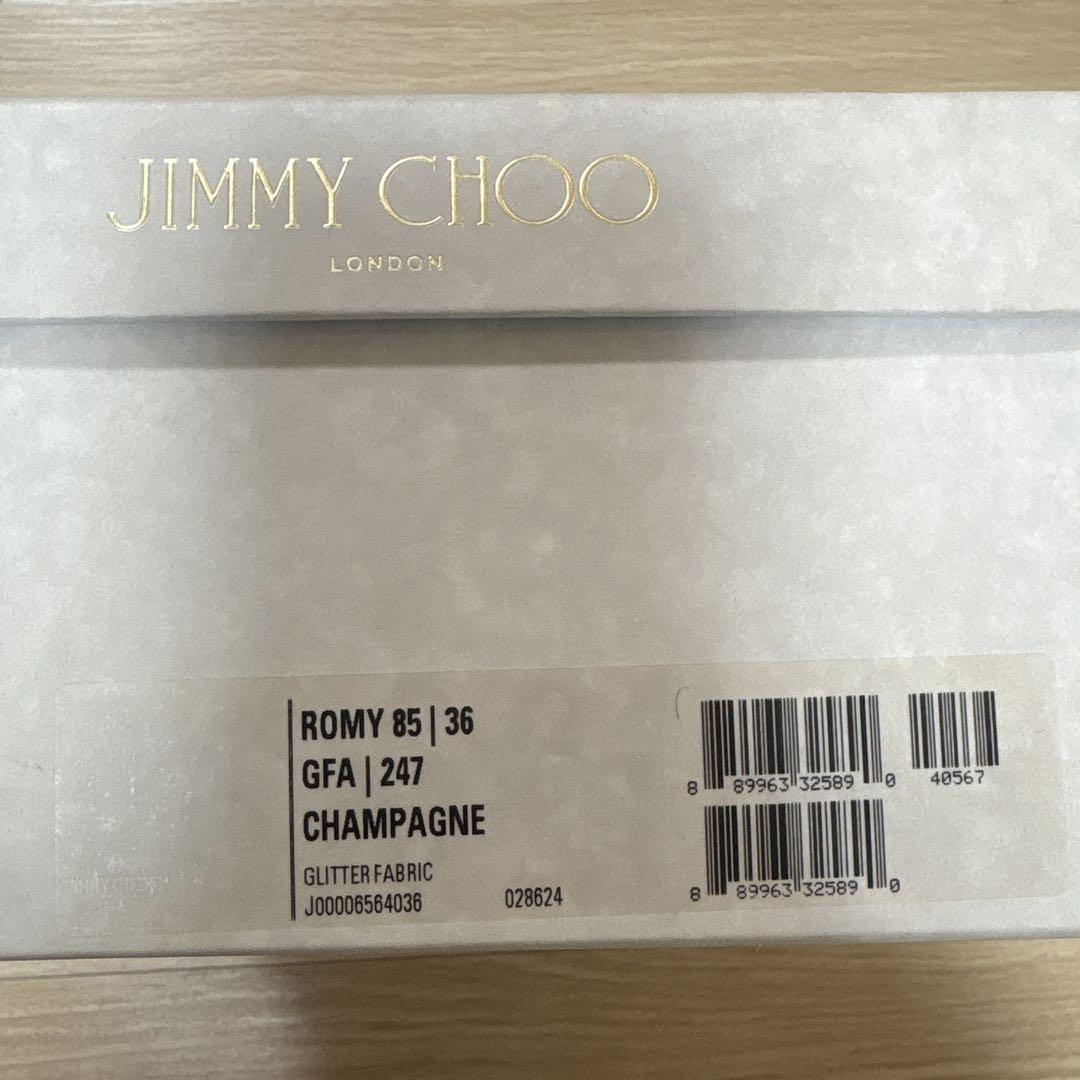 JIMMY CHOO
LONDON
ROMY 85 | 36
GFA | 247
CHAMPAGNE
GLITTER FABRIC
J00006564036 028624
8 89963 32589 0 40567
8 89963 32589 0